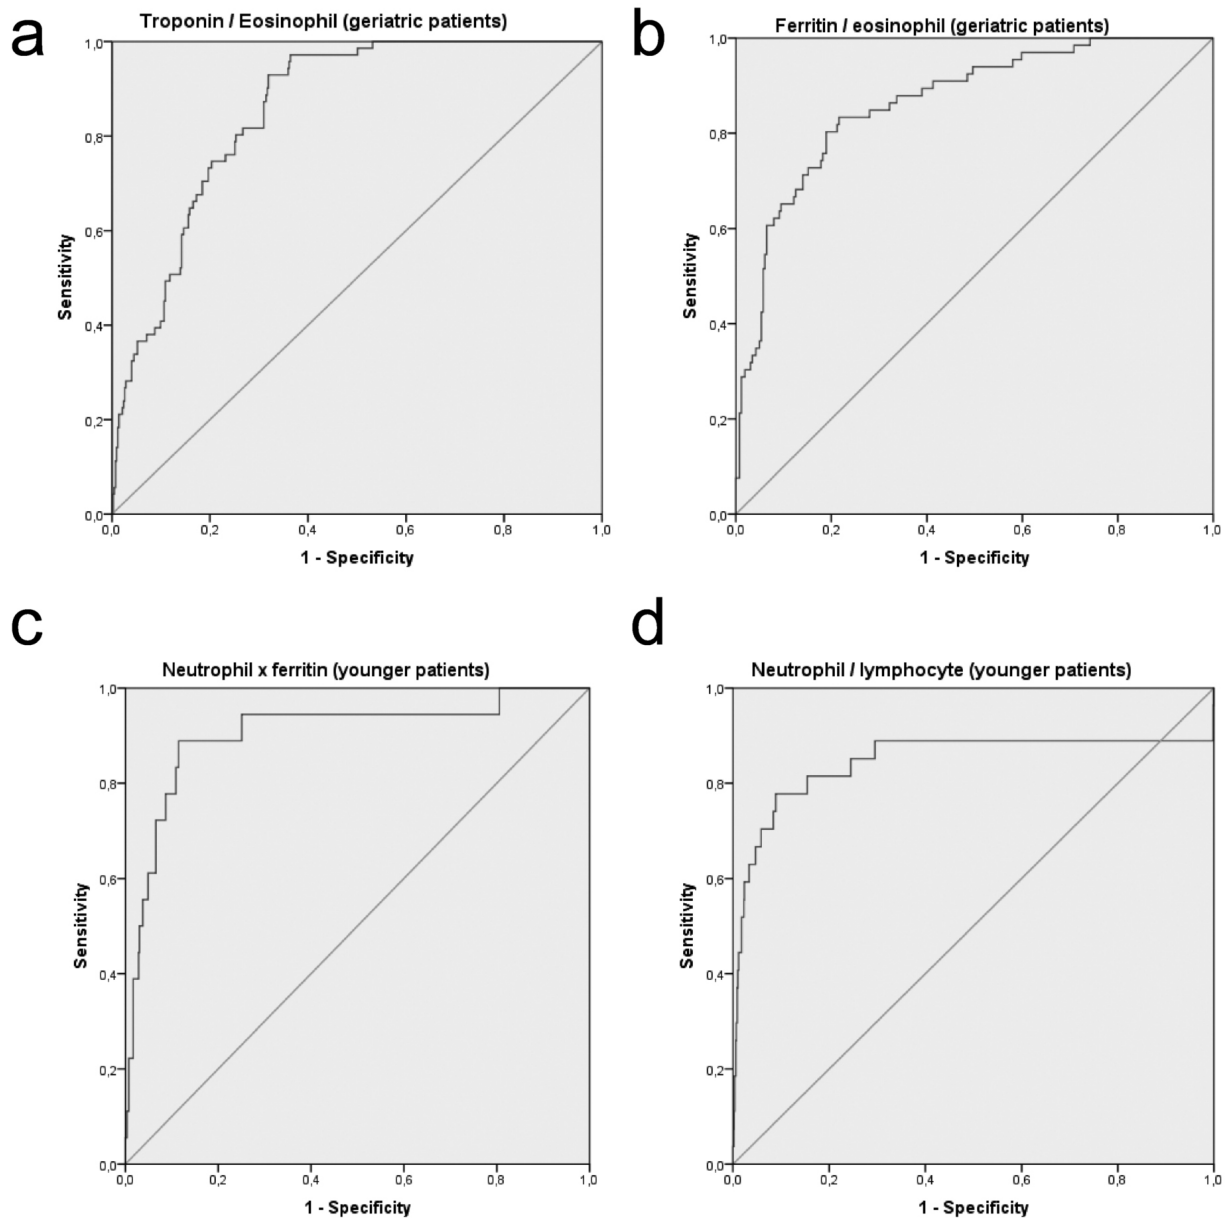 a
Troponin / Eosinophil (geriatric patients)
1,0
0,8
0,6
0,4
0,2
0,0
Sensitivity
0,0 0,2 0,4 0,6 0,8 1,0
1 - Specificity
b
Ferritin / eosinophil (geriatric patients)
1,0
0,8
0,6
0,4
0,2
0,0
Sensitivity
0,0 0,2 0,4 0,6 0,8 1,0
1 - Specificity
c
Neutrophil x ferritin (younger patients)
1,0
0,8
0,6
0,4
0,2
0,0
Sensitivity
0,0 0,2 0,4 0,6 0,8 1,0
1 - Specificity
d
Neutrophil / lymphocyte (younger patients)
1,0
0,8
0,6
0,4
0,2
0,0
Sensitivity
0,0 0,2 0,4 0,6 0,8 1,0
1 - Specificity